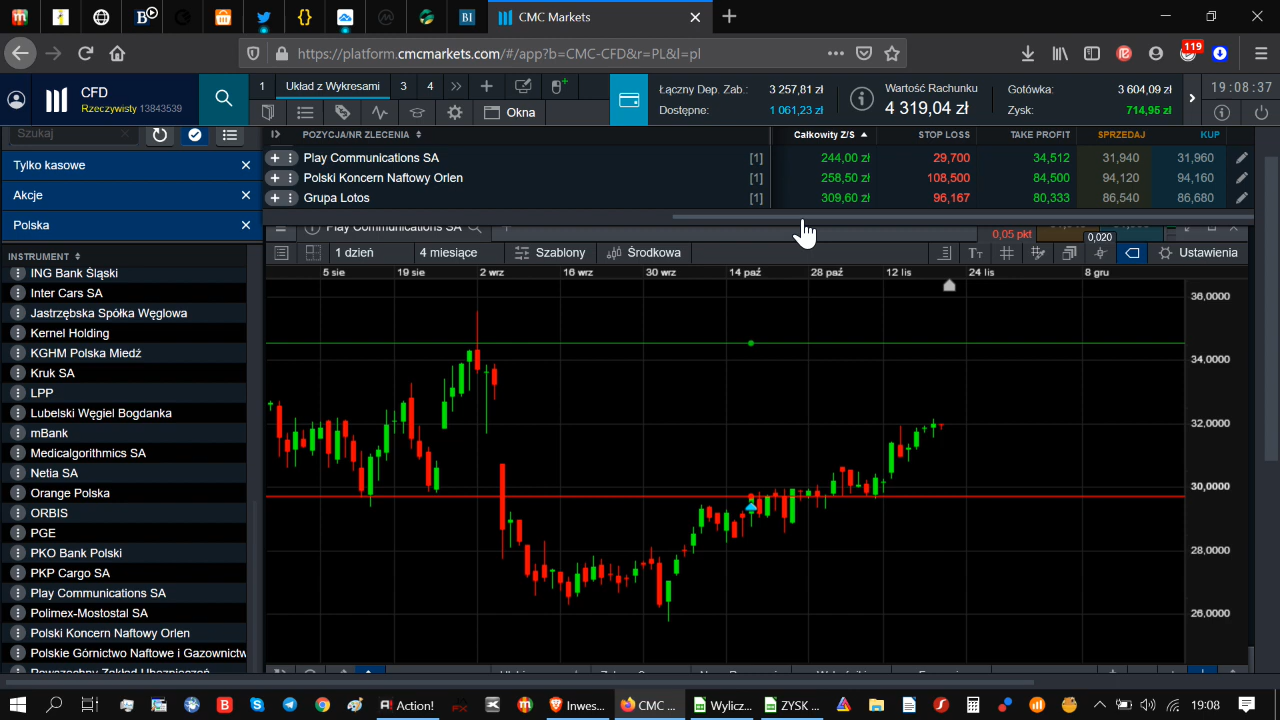 CMC Markets
https://platform.cmcmarkets.com/#/app?b=CMC-CFD&r=PL&l=pl
119
CFD
Rzeczywisty 13843539
1 Układ z Wykresami 3 4
Okna
Łączny Dep. Zab.: 3 257,81 zł
Dostępne: 1 061,23 zł
Wartość Rachunku
4 319,04 zł
Gotówka: 3 604,09 zł
Zysk: 714,95 zł
19:08:37
Szukaj
Tylko kasowe
Akcje
Polska
INSTRUMENT
ING Bank Śląski
Inter Cars SA
Jastrzębska Spółka Węglowa
Kernel Holding
KGHM Polska Miedź
Kruk SA
LPP
Lubelski Węgiel Bogdanka
mBank
Medicalgorithmics SA
Netia SA
Orange Polska
ORBIS
PGE
PKO Bank Polski
PKP Cargo SA
Play Communications SA
Polimex-Mostostal SA
Polski Koncern Naftowy Orlen
Polskie Górnictwo Naftowe i Gazownictw
POZYCJA/NR ZLECENIA Całkowity Z/S STOP LOSS TAKE PROFIT SPRZEDAJ KUP
Play Communications SA [1] 244,00 zł 29,700 34,512 31,940 31,960
Polski Koncern Naftowy Orlen [1] 258,50 zł 108,500 84,500 94,120 94,160
Grupa Lotos [1] 309,60 zł 96,167 80,333 86,540 86,680
Play Communications SA
0,05 pkt
0,020
1 dzień 4 miesiące Szablony Środkowa Ustawienia
5 sie 19 sie 2 wrz 16 wrz 30 wrz 14 paź 28 paź 12 lis 24 lis 8 gru
36,0000
34,0000
32,0000
30,0000
28,0000
26,0000
Action!
Inwes...
CMC ...
Wylicz...
ZYSK ...
19:08